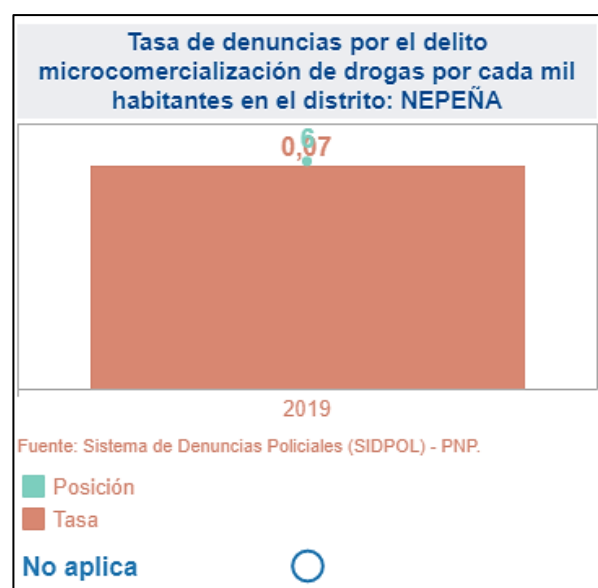 Tasa de denuncias por el delito
microcomercialización de drogas por cada mil
habitantes en el distrito: NEPEÑA
6
0,07
2019
Fuente: Sistema de Denuncias Policiales (SIDPOL) - PNP.
Posición
Tasa
No aplica